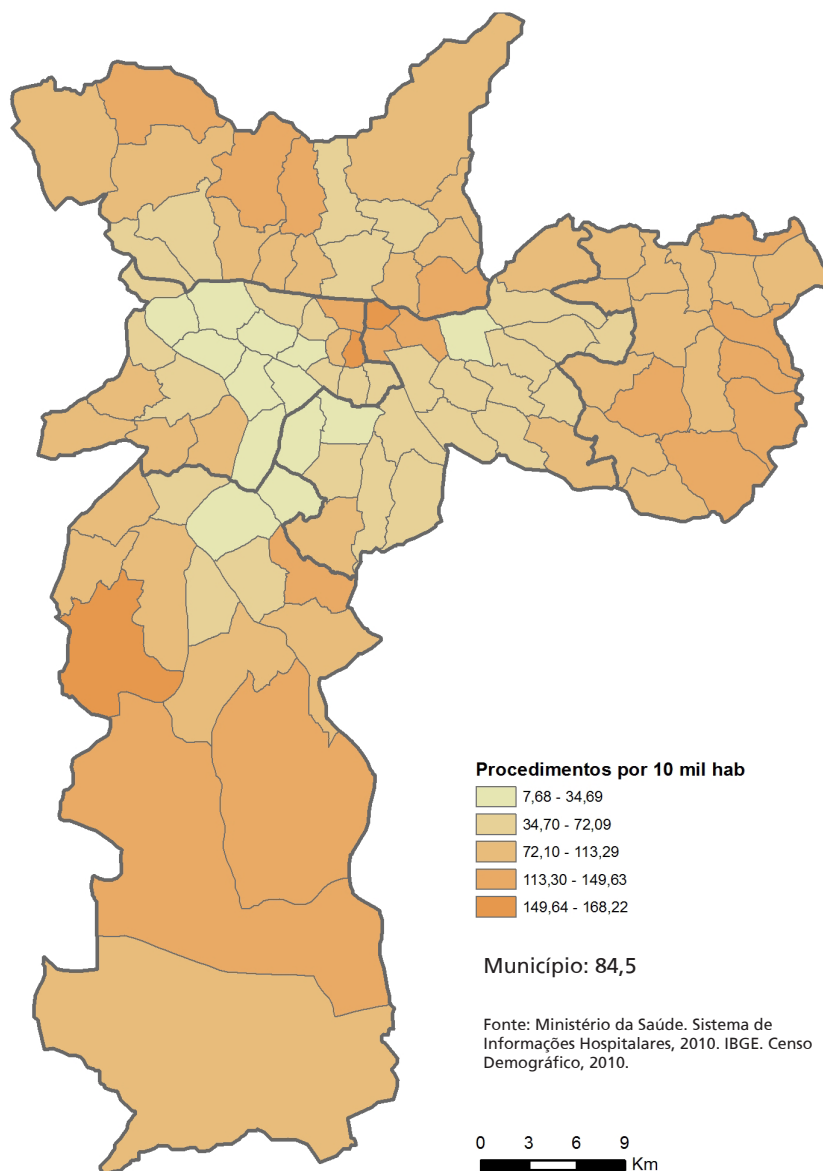 Procedimentos por 10 mil hab
7,68 - 34,69
34,70 - 72,09
72,10 - 113,29
113,30 - 149,63
149,64 - 168,22
Município: 84,5
Fonte: Ministério da Saúde. Sistema de
Informações Hospitalares, 2010. IBGE. Censo
Demográfico, 2010.
0 3 6 9
Km